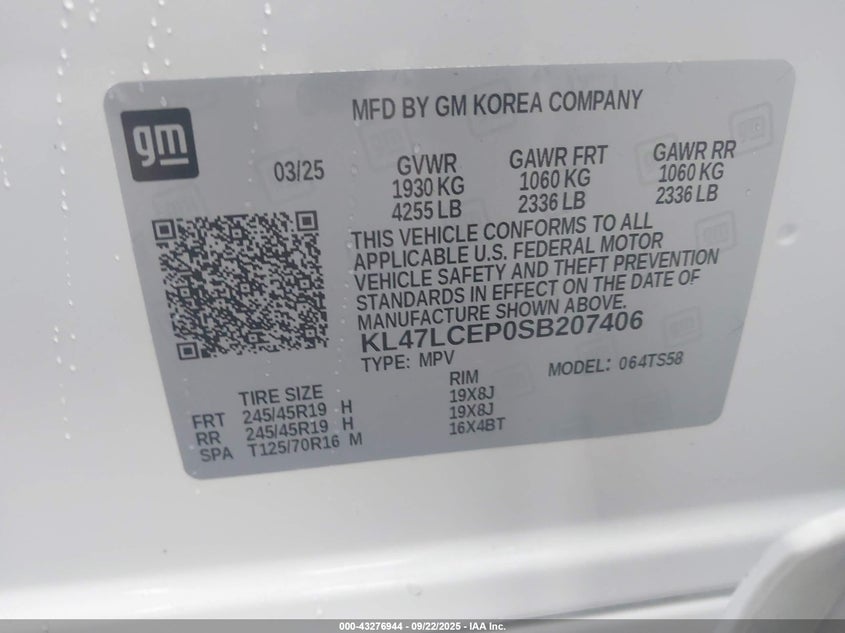 gm
MFD BY GM KOREA COMPANY
03/25
GVWR
1930 KG
4255 LB
GAWR FRT
1060 KG
2336 LB
GAWR RR
1060 KG
2336 LB
THIS VEHICLE CONFORMS TO ALL
APPLICABLE U.S. FEDERAL MOTOR
VEHICLE SAFETY AND THEFT PREVENTION
STANDARDS IN EFFECT ON THE DATE OF
MANUFACTURE SHOWN ABOVE.
KL47LCEP0SB207406
TYPE: MPV MODEL: 064TS58
TIRE SIZE RIM
FRT 245/45R19 H 19X8J
RR 245/45R19 H 19X8J
SPA T125/70R16 M 16X4BT
000-43276944 - 09/22/2025 - IAA Inc.